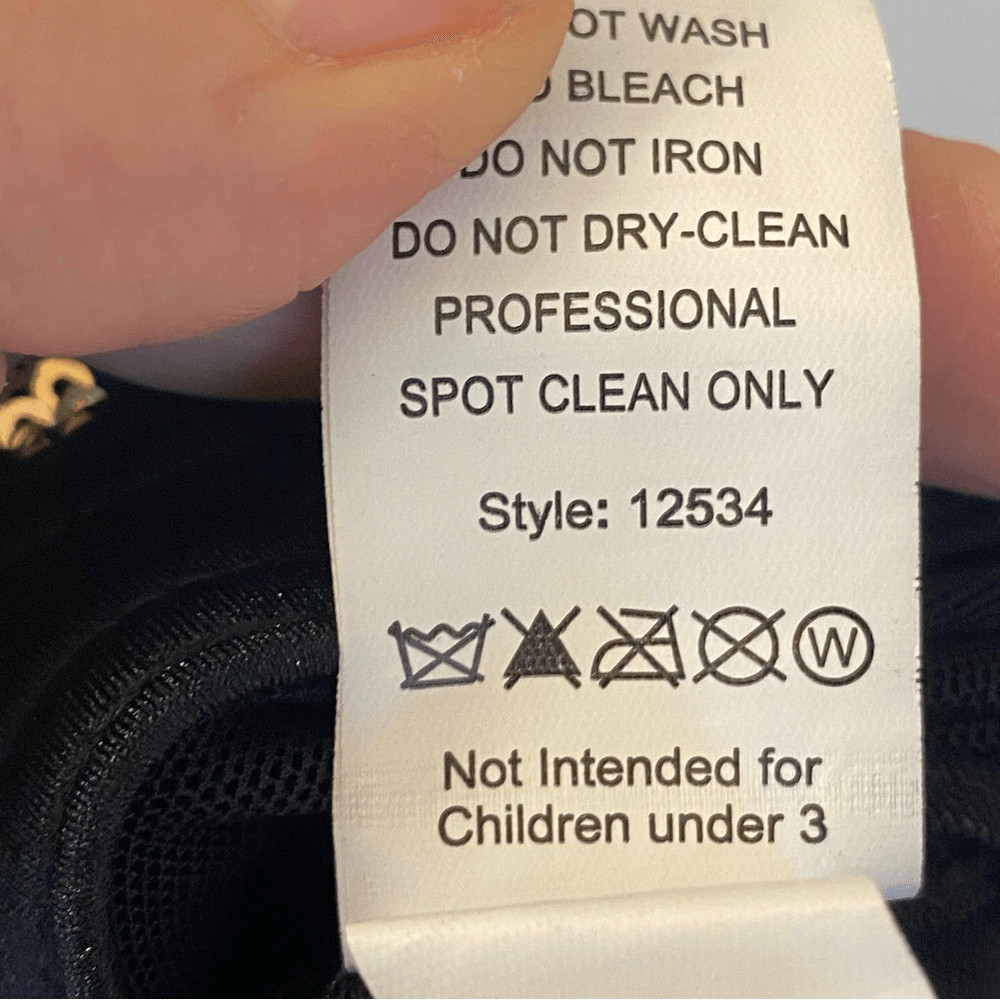 WASH
BLEACH
DO NOT IRON
DO NOT DRY-CLEAN
PROFESSIONAL
SPOT CLEAN ONLY
Style: 12534
W
Not Intended for
Children under 3